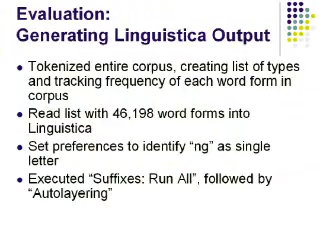 Evaluation:
Generating Linguistica Output
Tokenized entire corpus, creating list of types
and tracking frequency of each word form in
corpus
Read list with 46,198 word forms into
Linguistica
Set preferences to identify “ng” as single
letter
Executed “Suffixes: Run All”, followed by
“Autolayering”